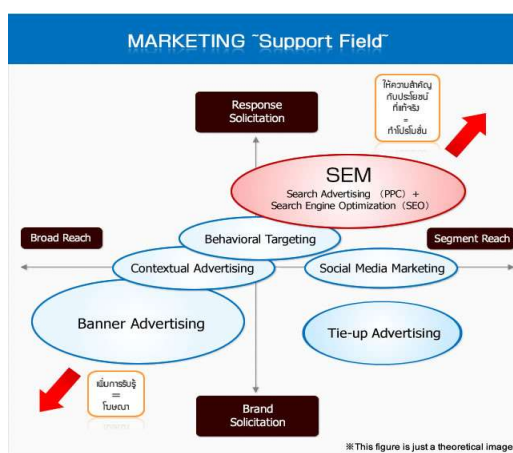 MARKETING ~Support Field~
Response
Solicitation
ให้ความสำคัญ
กับประโยชน์
ที่แท้จริง
=
ทำโปรโมชั่น
SEM
Search Advertising (PPC) +
Search Engine Optimization (SEO)
Behavioral Targeting
Broad Reach
Segment Reach
Contextual Advertising
Social Media Marketing
Banner Advertising
Tie-up Advertising
เพิ่มการรับรู้
=
โฆษณา
Brand
Solicitation
※This figure is just a theoretical image